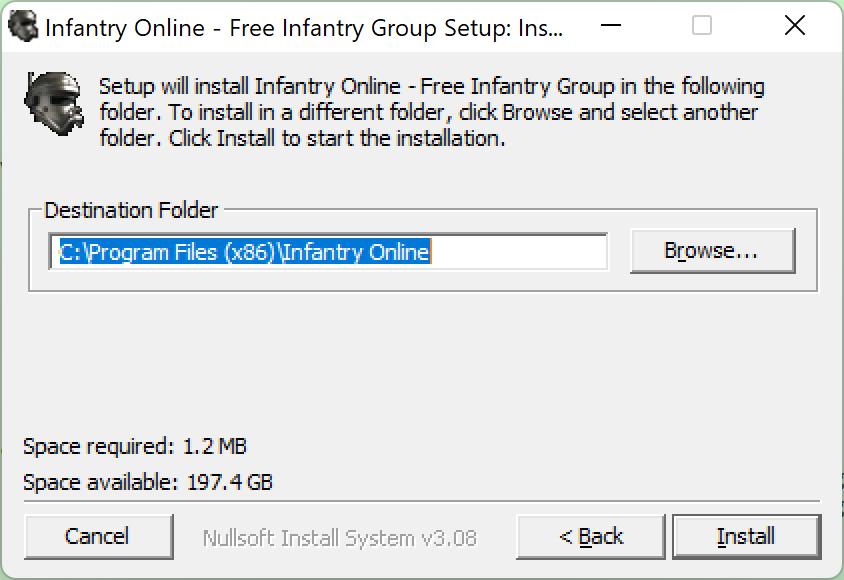 Infantry Online - Free Infantry Group Setup: Ins...
Setup will install Infantry Online - Free Infantry Group in the following
folder. To install in a different folder, click Browse and select another
folder. Click Install to start the installation.
Destination Folder
C:\Program Files (x86)\Infantry Online
Browse...
Space required: 1.2 MB
Space available: 197.4 GB
Cancel
Nullsoft Install System v3.08
< Back
Install